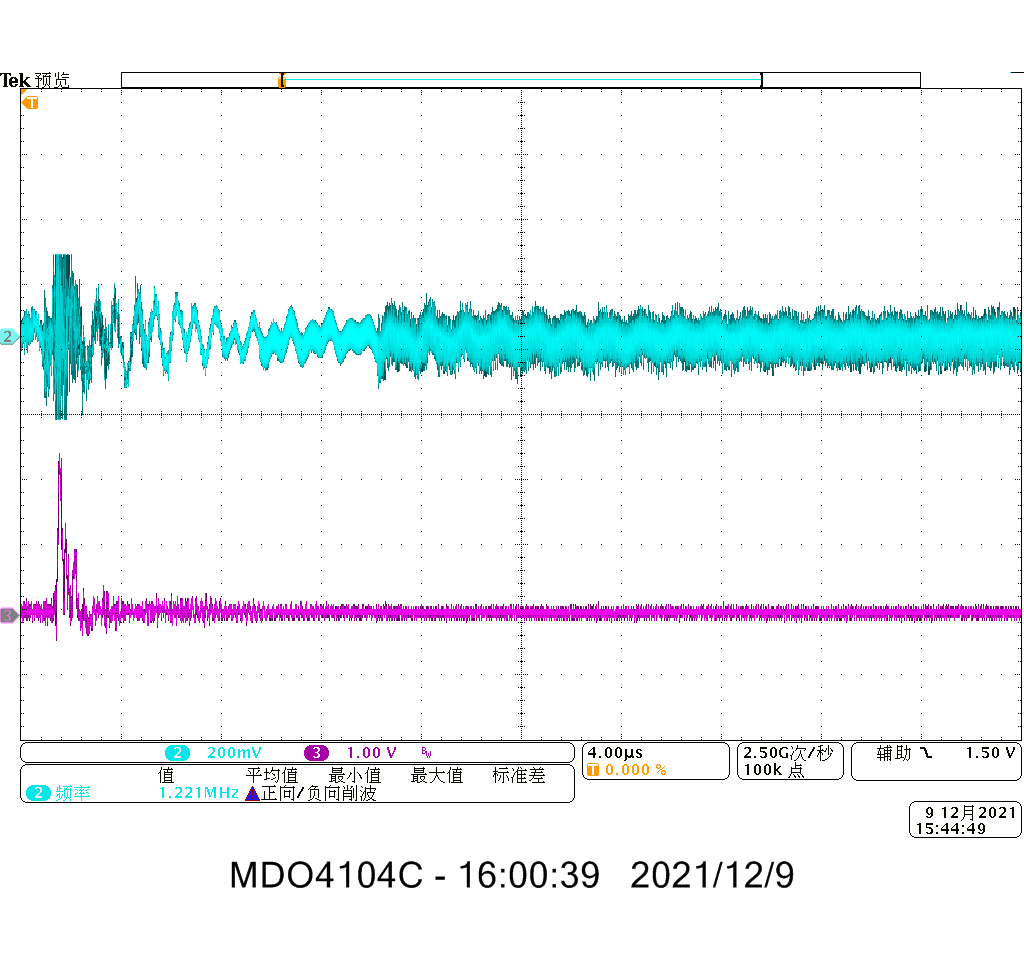 Tek 预览
T
T
2
3
2 200mV 3 1.00 V BW
4.00μs
T 0.000 %
2.50G次/秒
100k 点
辅助 1.50 V
值 平均值 最小值 最大值 标准差
2 频率 1.221MHz 正向/负向削波
9 12月2021
15:44:49
MDO4104C - 16:00:39 2021/12/9